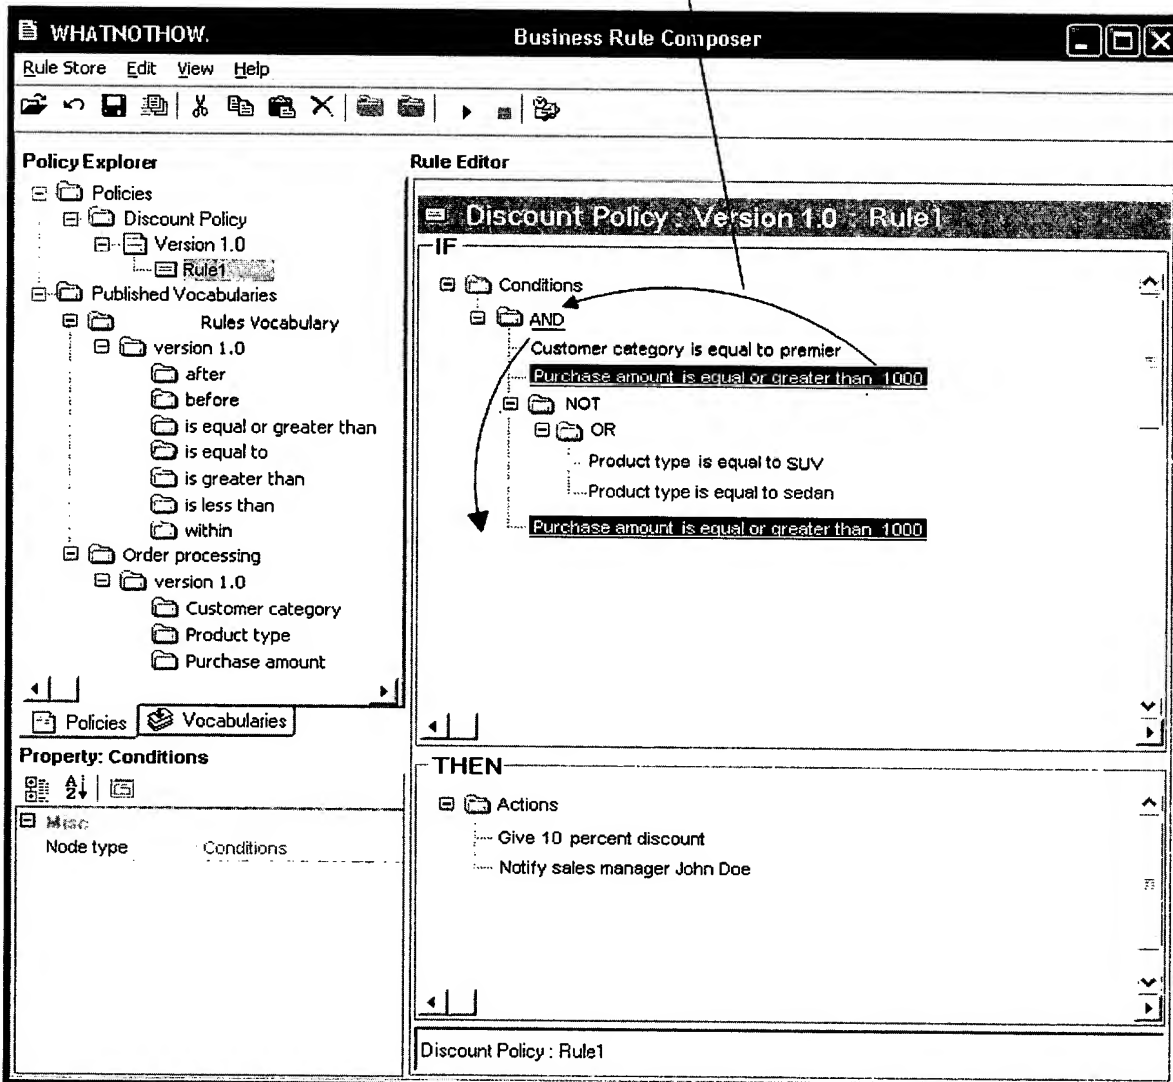 WHATNOTHOW.
Business Rule Composer
Rule Store Edit View Help
Policy Explorer
Policies
Discount Policy
Version 1.0
Rule1
Published Vocabularies
Rules Vocabulary
version 1.0
after
before
is equal or greater than
is equal to
is greater than
is less than
within
Order processing
version 1.0
Customer category
Product type
Purchase amount
Policies
Vocabularies
Property: Conditions
Misc
Node type Conditions
Rule Editor
Discount Policy : Version 1.0 - Rule1
IF
Conditions
AND
Customer category is equal to premier
Purchase amount is equal or greater than 1000
NOT
OR
Product type is equal to SUV
Product type is equal to sedan
Purchase amount is equal or greater than 1000
THEN
Actions
Give 10 percent discount
Notify sales manager John Doe
Discount Policy : Rule1